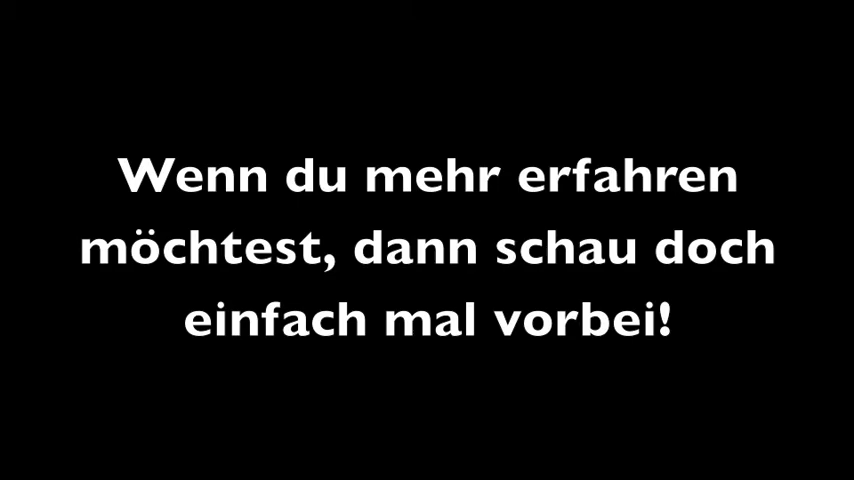 Wenn du mehr erfahren
möchtest, dann schau doch
einfach mal vorbei!